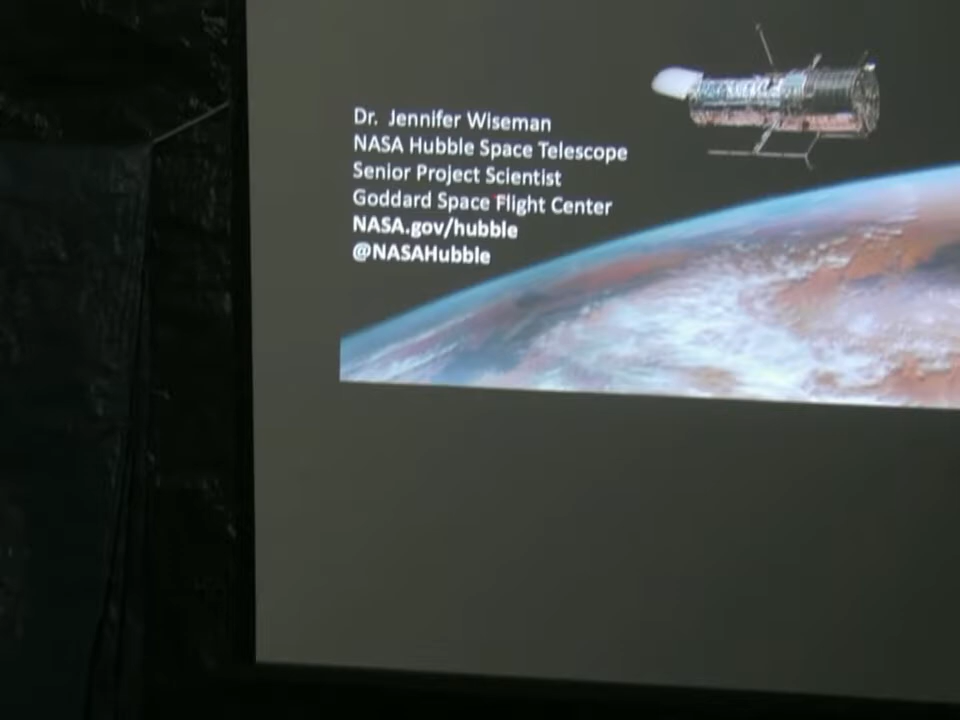 Dr. Jennifer Wiseman
NASA Hubble Space Telescope
Senior Project Scientist
Goddard Space Flight Center
NASA.gov/hubble
@NASAHubble